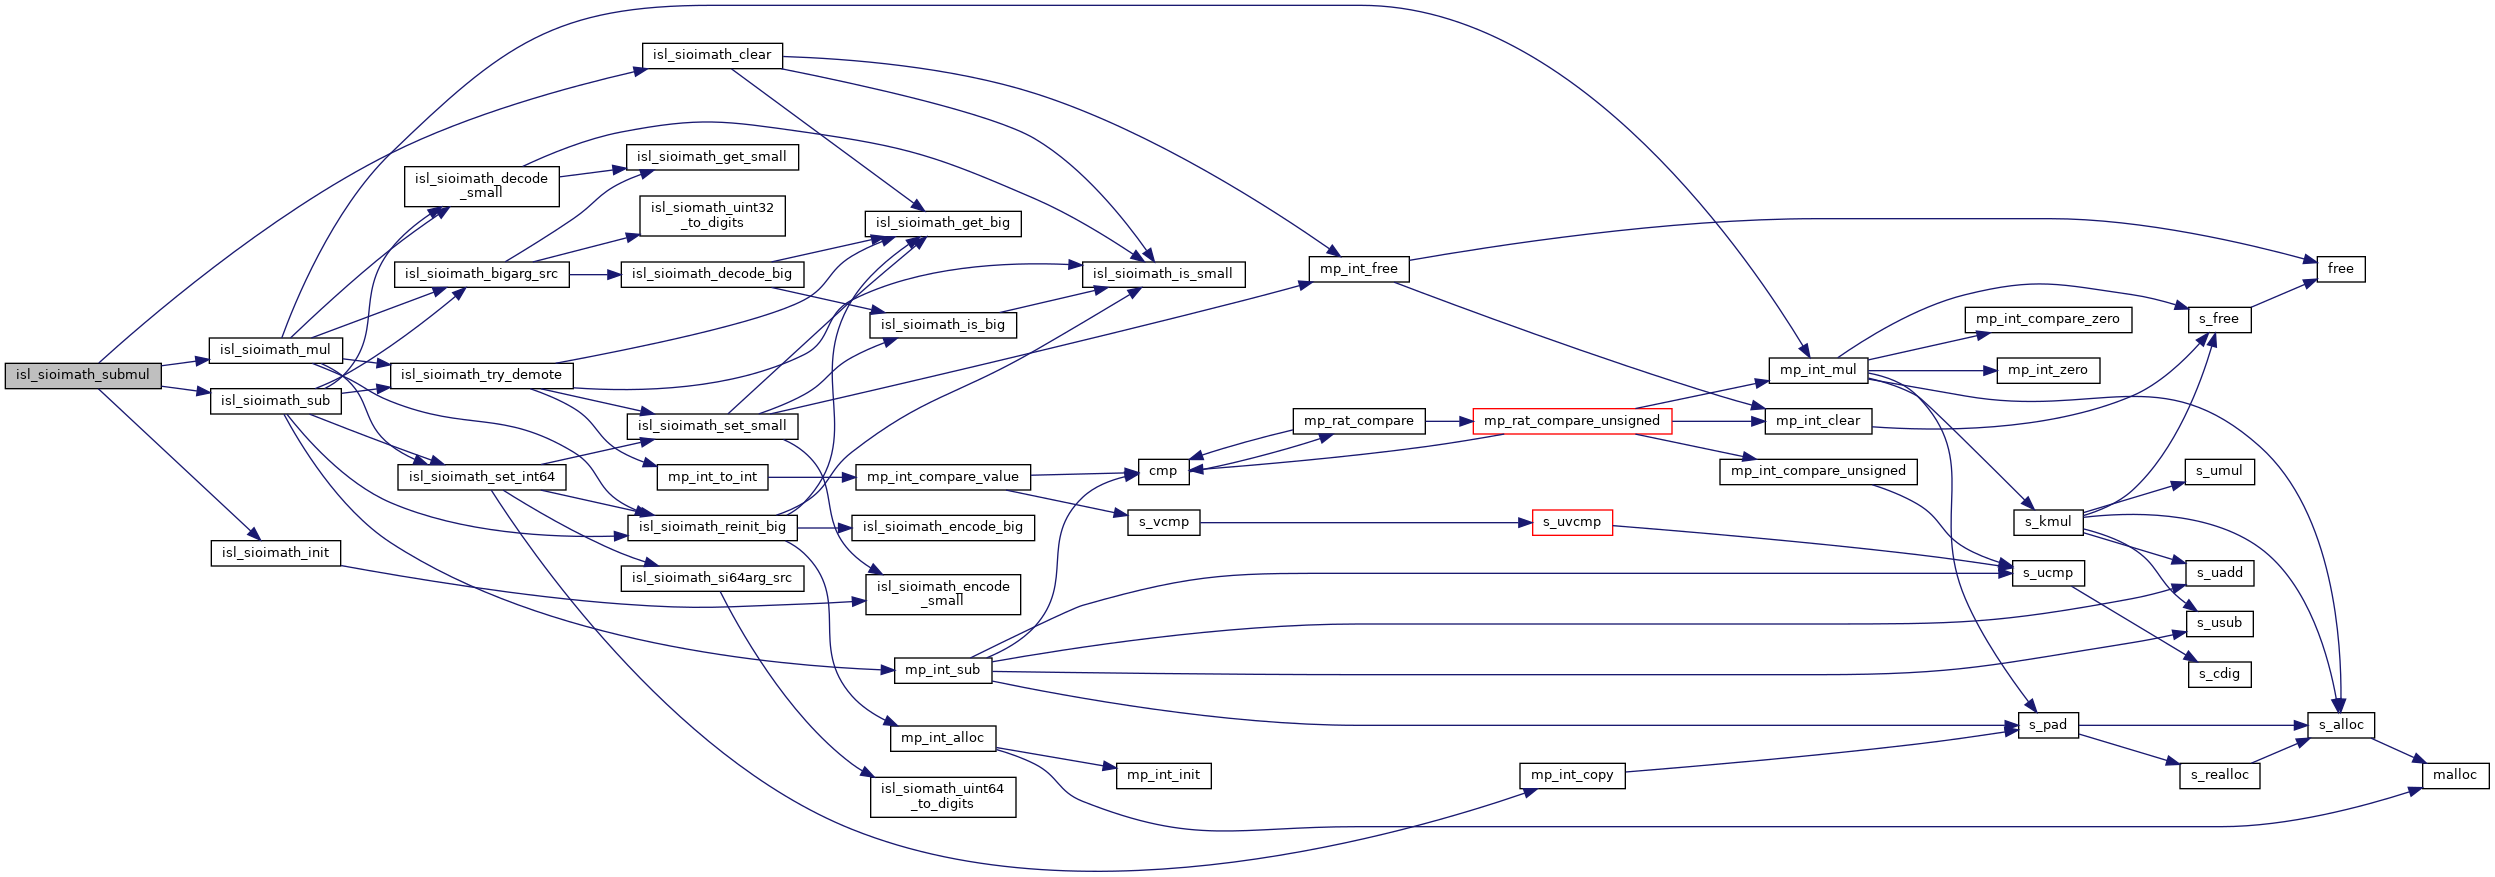 isl_sioimath_submul
isl_sioimath_mul
isl_sioimath_sub
isl_sioimath_init
isl_sioimath_decode
_small
isl_sioimath_bigarg_src
isl_sioimath_try_demote
isl_sioimath_set_int64
isl_sioimath_clear
isl_sioimath_get_small
isl_siomath_uint32
_to_digits
isl_sioimath_decode_big
isl_sioimath_set_small
mp_int_to_int
isl_sioimath_reinit_big
isl_sioimath_si64arg_src
isl_sioimath_get_big
isl_sioimath_is_big
mp_int_compare_value
isl_sioimath_encode_big
isl_sioimath_encode
_small
mp_int_sub
mp_int_alloc
isl_siomath_uint64
_to_digits
isl_sioimath_is_small
cmp
s_vcmp
mp_int_init
mp_int_free
mp_rat_compare
mp_rat_compare_unsigned
s_uvcmp
mp_int_copy
mp_int_mul
mp_int_clear
mp_int_compare_unsigned
mp_int_compare_zero
mp_int_zero
s_kmul
s_ucmp
s_pad
s_free
s_umul
s_uadd
s_usub
s_cdig
s_realloc
free
s_alloc
malloc